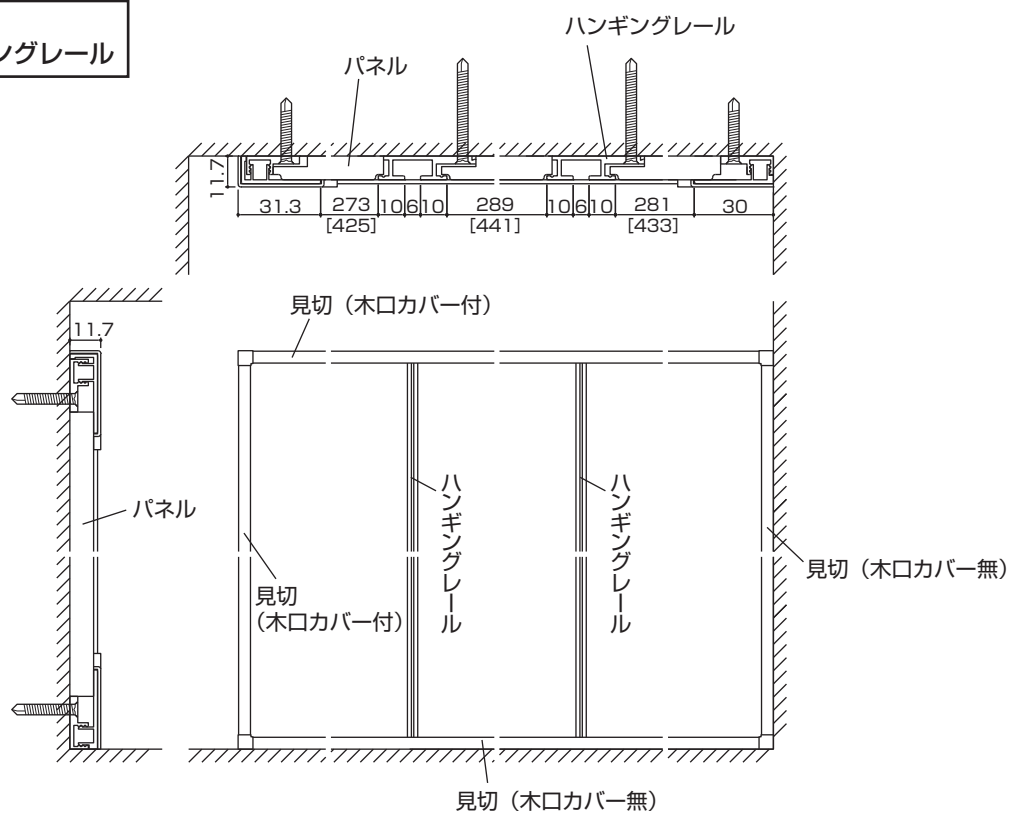 ングレール
ハンギングレール
パネル
11.7
31.3 273 10 6 10 289 10 6 10 281 30
[425] [441] [433]
見切（木口カバー付）
11.7
ハンギングレール
ハンギングレール
パネル
見切（木口カバー無）
見切
（木口カバー付）
見切（木口カバー無）